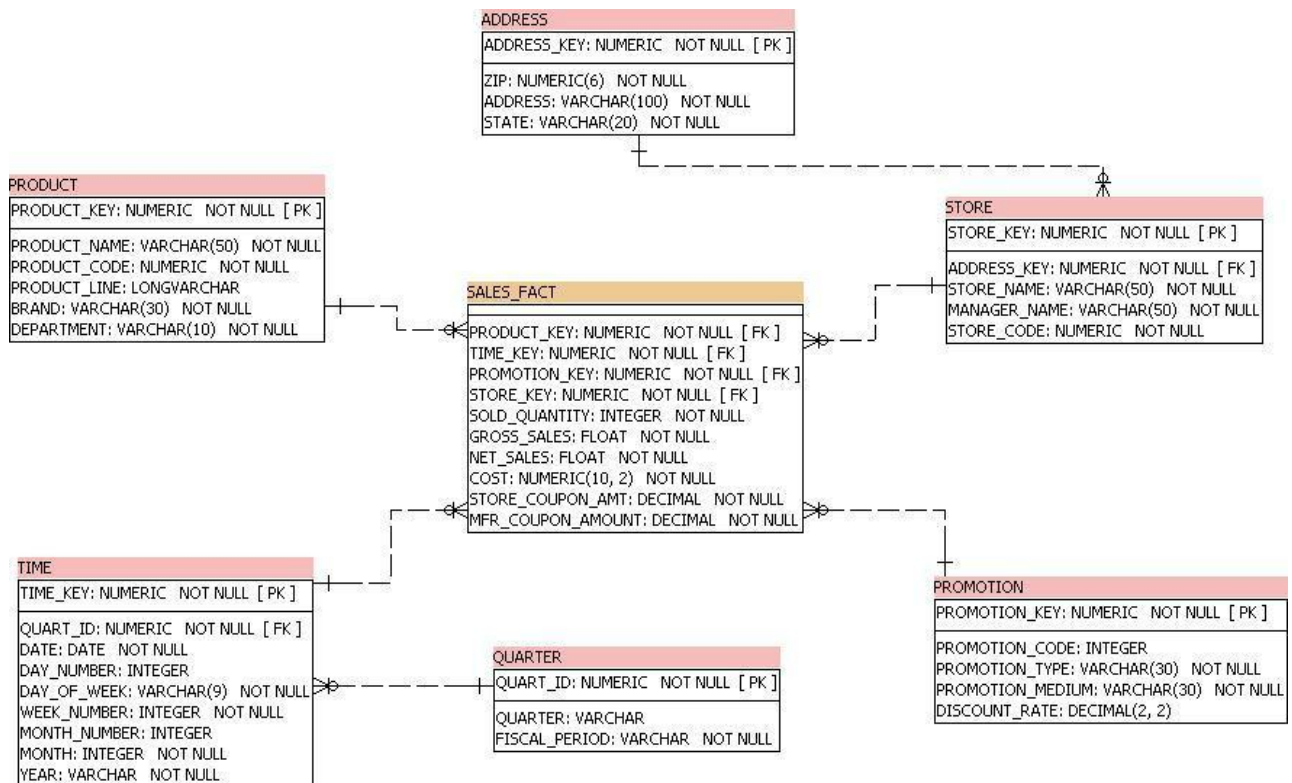 ADDRESS
ADDRESS_KEY: NUMERIC NOT NULL [ PK ]
ZIP: NUMERIC(6) NOT NULL
ADDRESS: VARCHAR(100) NOT NULL
STATE: VARCHAR(20) NOT NULL
PRODUCT
PRODUCT_KEY: NUMERIC NOT NULL [ PK ]
PRODUCT_NAME: VARCHAR(50) NOT NULL
PRODUCT_CODE: NUMERIC NOT NULL
PRODUCT_LINE: LONGVARCHAR
BRAND: VARCHAR(30) NOT NULL
DEPARTMENT: VARCHAR(10) NOT NULL
STORE
STORE_KEY: NUMERIC NOT NULL [ PK ]
ADDRESS_KEY: NUMERIC NOT NULL [ FK ]
STORE_NAME: VARCHAR(50) NOT NULL
MANAGER_NAME: VARCHAR(50) NOT NULL
STORE_CODE: NUMERIC NOT NULL
SALES_FACT
PRODUCT_KEY: NUMERIC NOT NULL [ FK ]
TIME_KEY: NUMERIC NOT NULL [ FK ]
PROMOTION_KEY: NUMERIC NOT NULL [ FK ]
STORE_KEY: NUMERIC NOT NULL [ FK ]
SOLD_QUANTITY: INTEGER NOT NULL
GROSS_SALES: FLOAT NOT NULL
NET_SALES: FLOAT NOT NULL
COST: NUMERIC(10, 2) NOT NULL
STORE_COUPON_AMT: DECIMAL NOT NULL
MFR_COUPON_AMOUNT: DECIMAL NOT NULL
TIME
TIME_KEY: NUMERIC NOT NULL [ PK ]
QUART_ID: NUMERIC NOT NULL [ FK ]
DATE: DATE NOT NULL
DAY_NUMBER: INTEGER
DAY_OF_WEEK: VARCHAR(9) NOT NULL
WEEK_NUMBER: INTEGER NOT NULL
MONTH_NUMBER: INTEGER
MONTH: INTEGER NOT NULL
YEAR: VARCHAR NOT NULL
QUARTER
QUART_ID: NUMERIC NOT NULL [ PK ]
QUARTER: VARCHAR
FISCAL_PERIOD: VARCHAR NOT NULL
PROMOTION
PROMOTION_KEY: NUMERIC NOT NULL [ PK ]
PROMOTION_CODE: INTEGER
PROMOTION_TYPE: VARCHAR(30) NOT NULL
PROMOTION_MEDIUM: VARCHAR(30) NOT NULL
DISCOUNT_RATE: DECIMAL(2, 2)